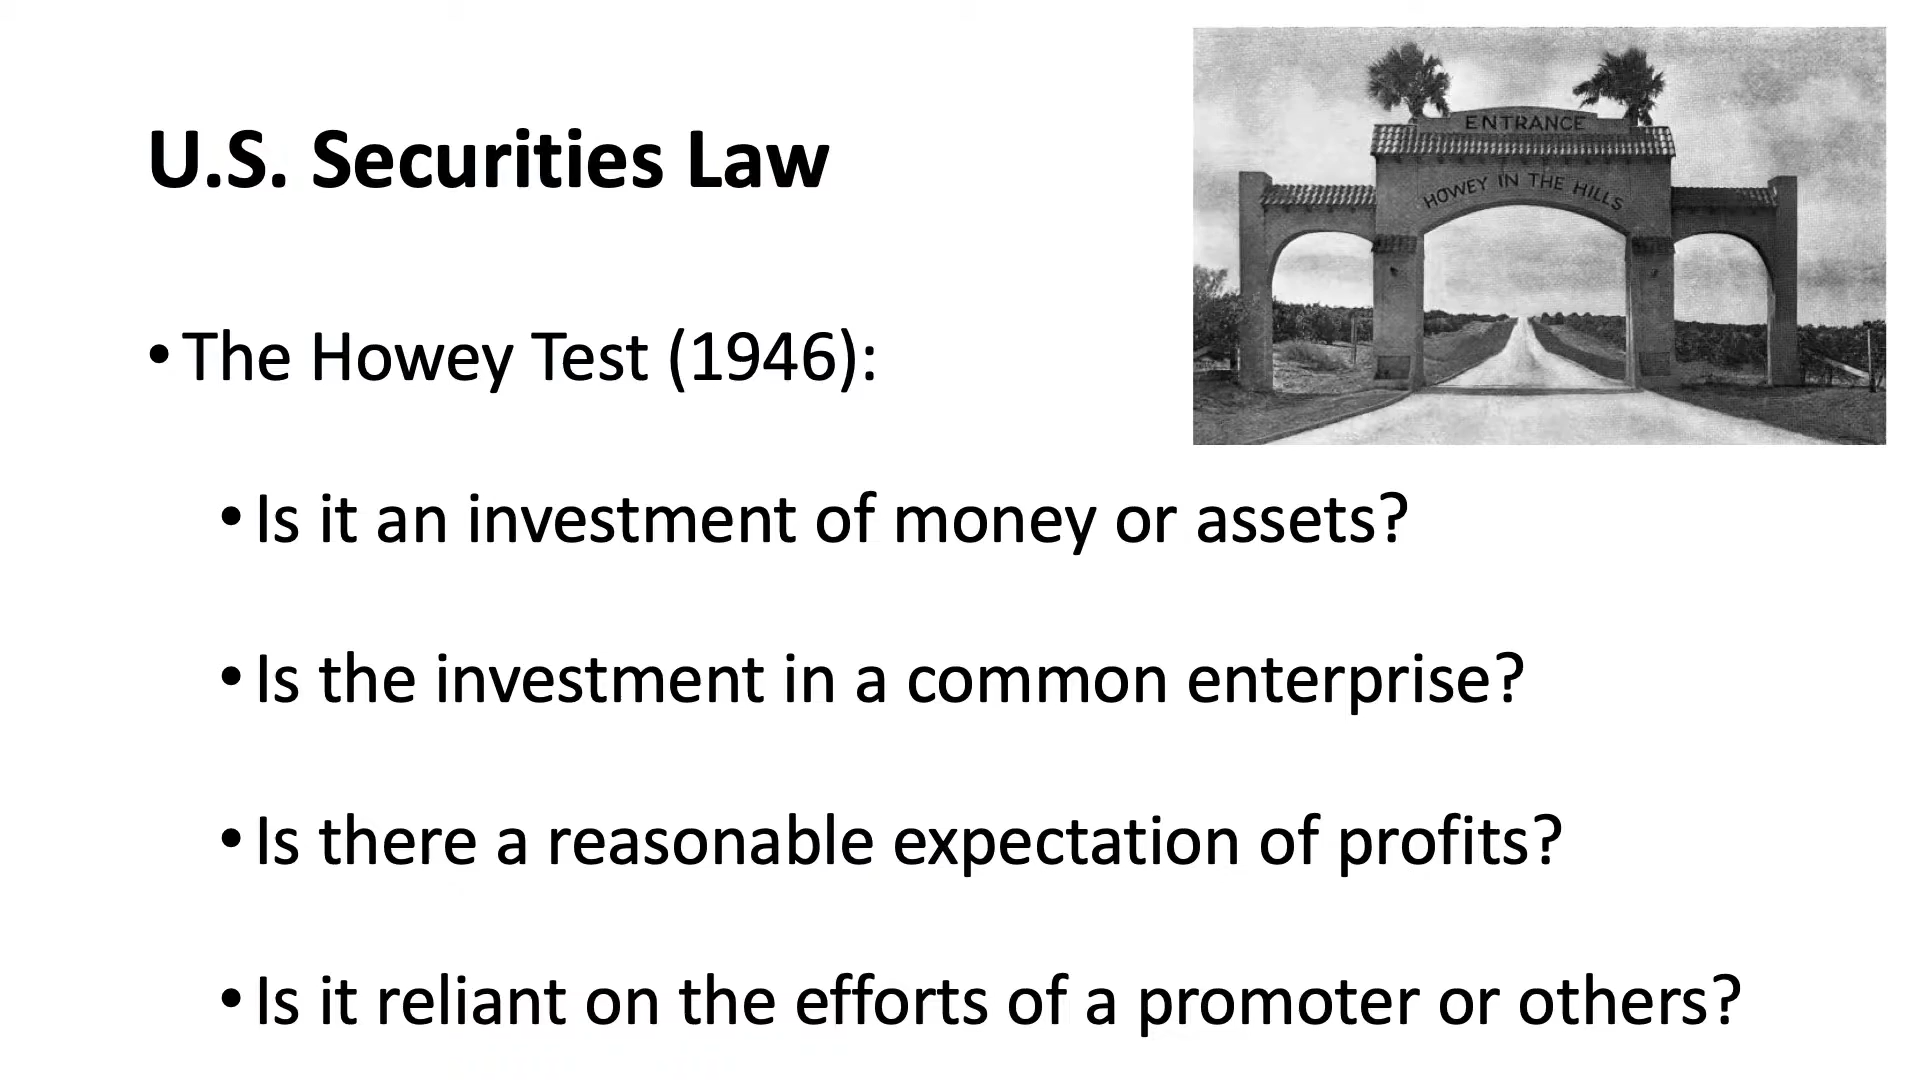 U.S. Securities Law
ENTRANCE
HOWEY IN THE HILLS
• The Howey Test (1946):
• Is it an investment of money or assets?
• Is the investment in a common enterprise?
• Is there a reasonable expectation of profits?
• Is it reliant on the efforts of a promoter or others?